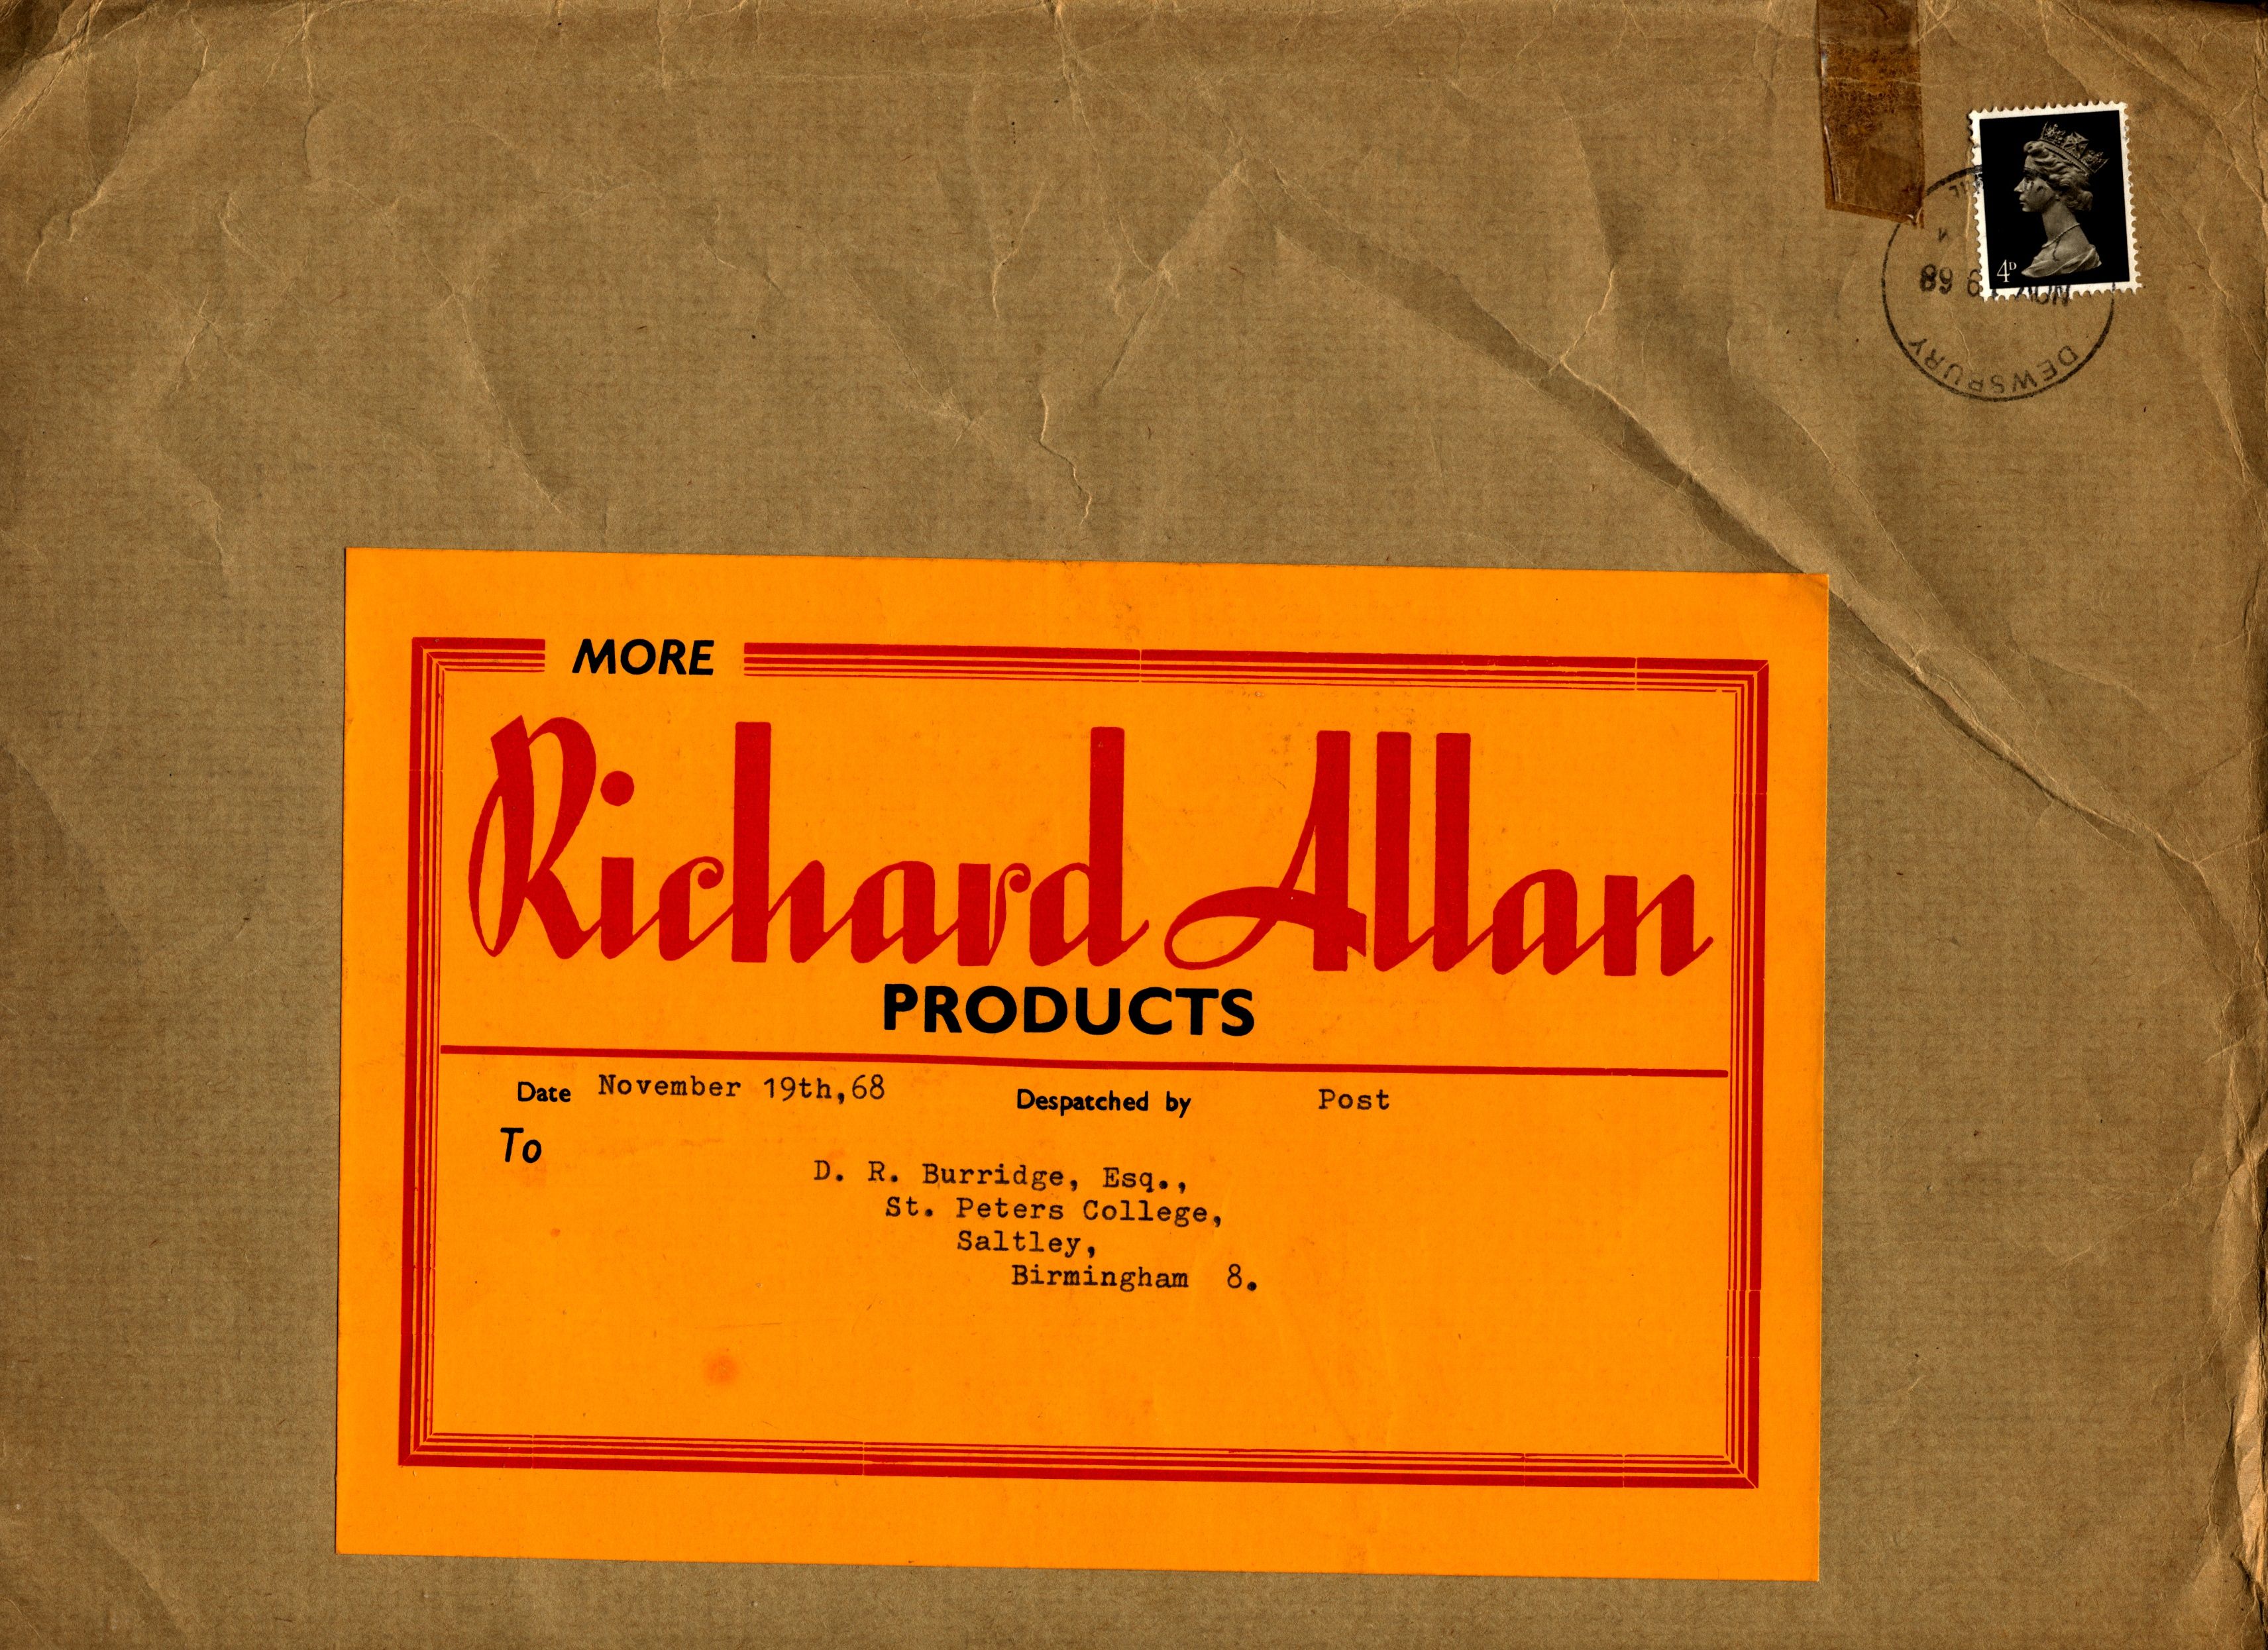 4D
NOV 19 68
DEWSBURY
MORE
Richard Allan
PRODUCTS
Date November 19th,68 Despatched by Post
To
D. R. Burridge, Esq.,
St. Peters College,
Saltley,
Birmingham 8.